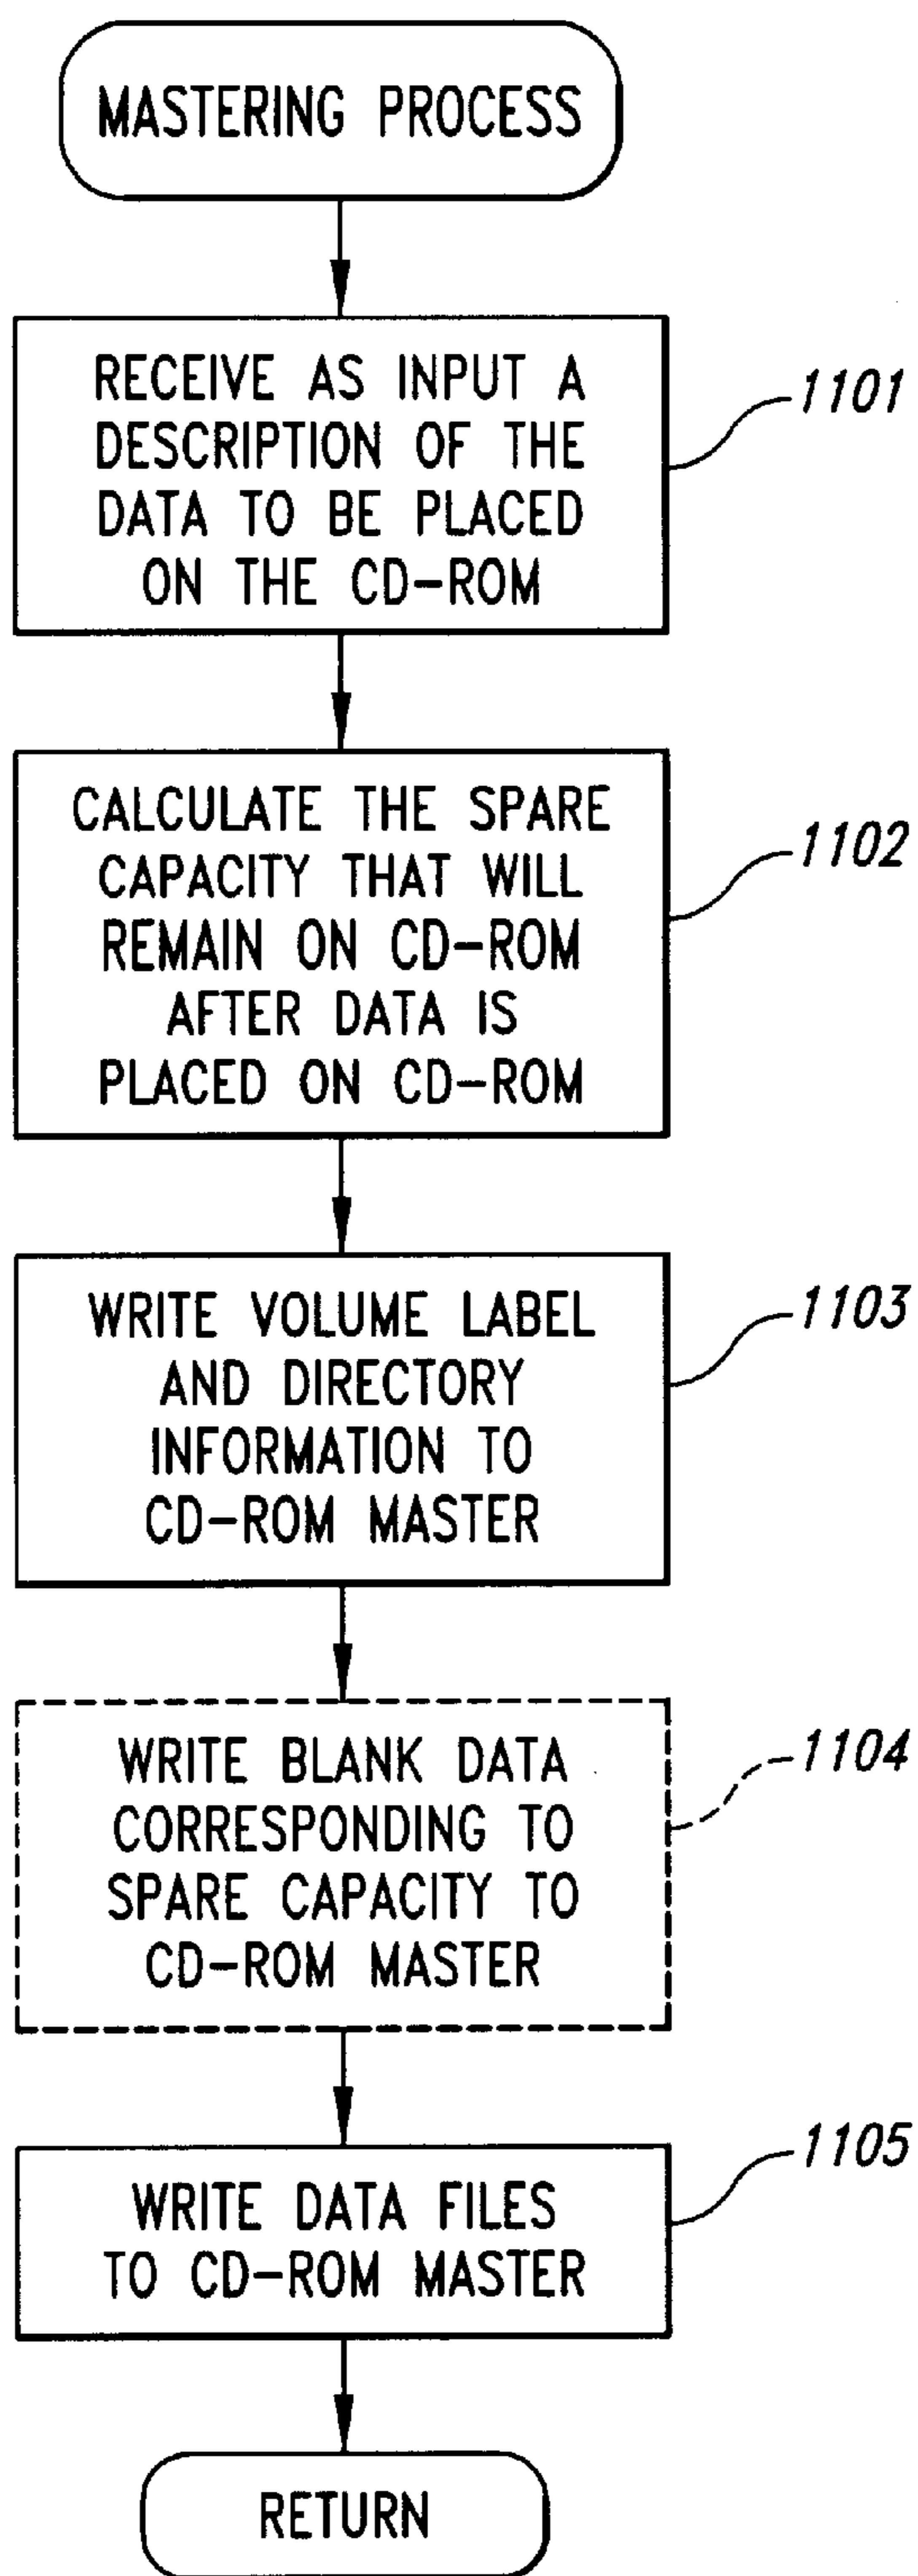 MASTERING PROCESS
RECEIVE AS INPUT A
DESCRIPTION OF THE
DATA TO BE PLACED
ON THE CD-ROM
1101
CALCULATE THE SPARE
CAPACITY THAT WILL
REMAIN ON CD-ROM
AFTER DATA IS
PLACED ON CD-ROM
1102
WRITE VOLUME LABEL
AND DIRECTORY
INFORMATION TO
CD-ROM MASTER
1103
WRITE BLANK DATA
CORRESPONDING TO
SPARE CAPACITY TO
CD-ROM MASTER
1104
WRITE DATA FILES
TO CD-ROM MASTER
1105
RETURN